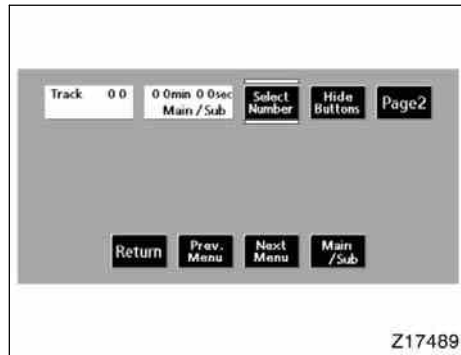 Track 0 0
0 0min 0 0sec
Main / Sub
Select
Number
Hide
Buttons
Page2
Return
Prev.
Menu
Next
Menu
Main
/Sub
Z17489